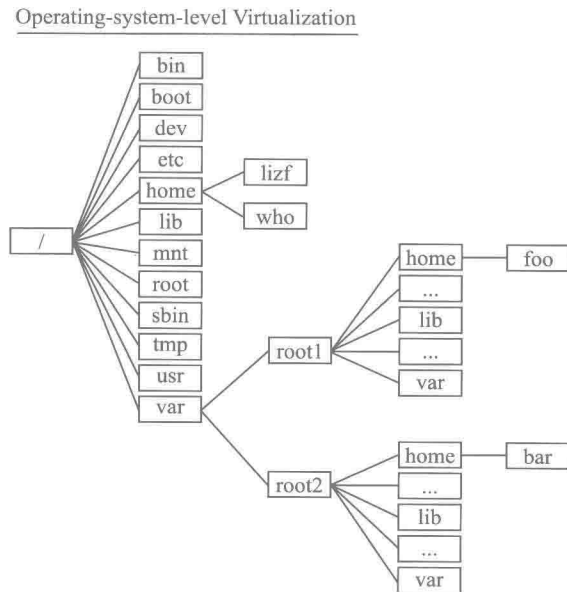 Operating-system-level Virtualization
bin
boot
dev
etc
home
lizf
who
lib
/
mnt
root
sbin
tmp
usr
var
root1
home
foo
...
lib
...
var
root2
home
bar
...
lib
...
var